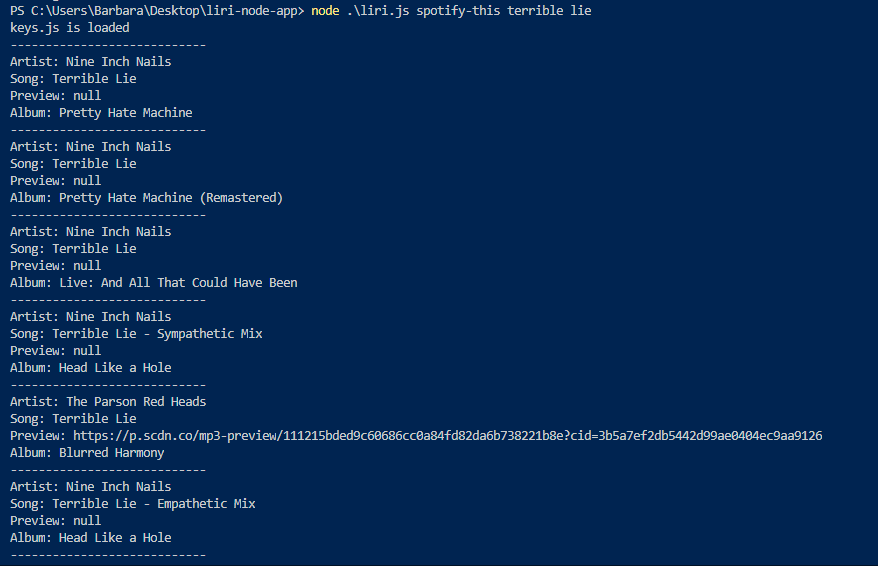 PS C:\Users\Barbara\Desktop\liri-node-app> node .\liri.js spotify-this terrible lie
keys.js is loaded
----------------------------
Artist: Nine Inch Nails
Song: Terrible Lie
Preview: null
Album: Pretty Hate Machine
----------------------------
Artist: Nine Inch Nails
Song: Terrible Lie
Preview: null
Album: Pretty Hate Machine (Remastered)
----------------------------
Artist: Nine Inch Nails
Song: Terrible Lie
Preview: null
Album: Live: And All That Could Have Been
----------------------------
Artist: Nine Inch Nails
Song: Terrible Lie - Sympathetic Mix
Preview: null
Album: Head Like a Hole
----------------------------
Artist: The Parson Red Heads
Song: Terrible Lie
Preview: https://p.scdn.co/mp3-preview/111215bded9c60686cc0a84fd82da6b738221b8e?cid=3b5a7ef2db5442d99ae0404ec9aa9126
Album: Blurred Harmony
----------------------------
Artist: Nine Inch Nails
Song: Terrible Lie - Empathetic Mix
Preview: null
Album: Head Like a Hole
----------------------------